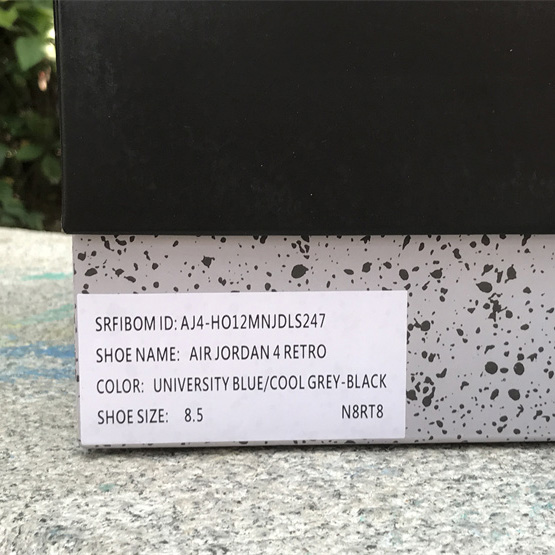 SRFIBOM ID: AJ4-HO12MNJDLS247
SHOE NAME: AIR JORDAN 4 RETRO
COLOR: UNIVERSITY BLUE/COOL GREY-BLACK
SHOE SIZE: 8.5 N8RT8